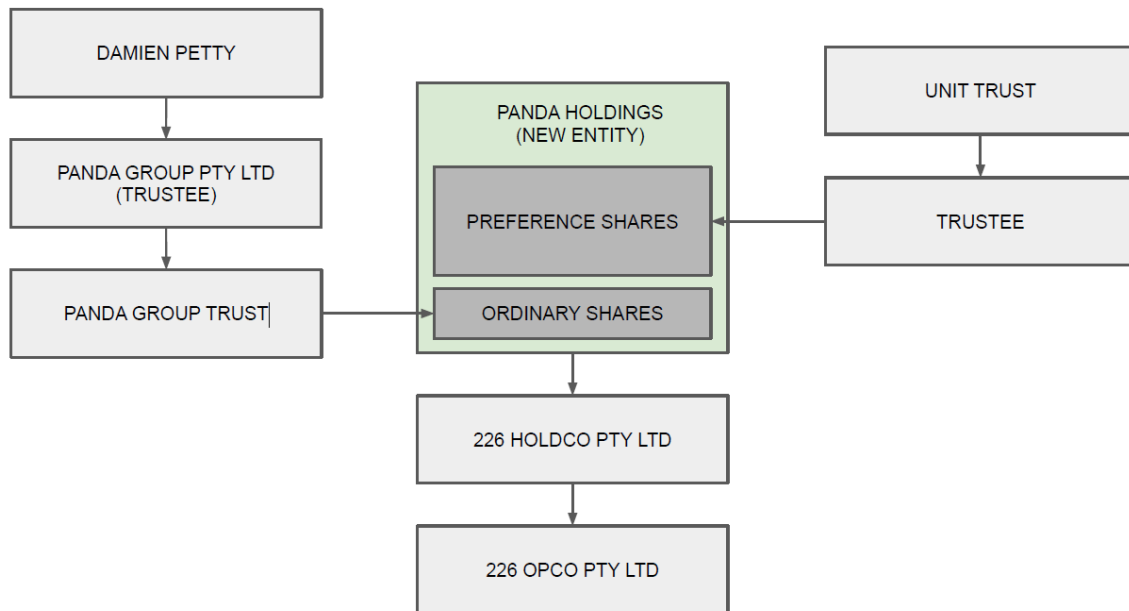 DAMIEN PETTY
PANDA GROUP PTY LTD
(TRUSTEE)
PANDA GROUP TRUST
PANDA HOLDINGS
(NEW ENTITY)
PREFERENCE SHARES
ORDINARY SHARES
226 HOLDCO PTY LTD
226 OPCO PTY LTD
UNIT TRUST
TRUSTEE